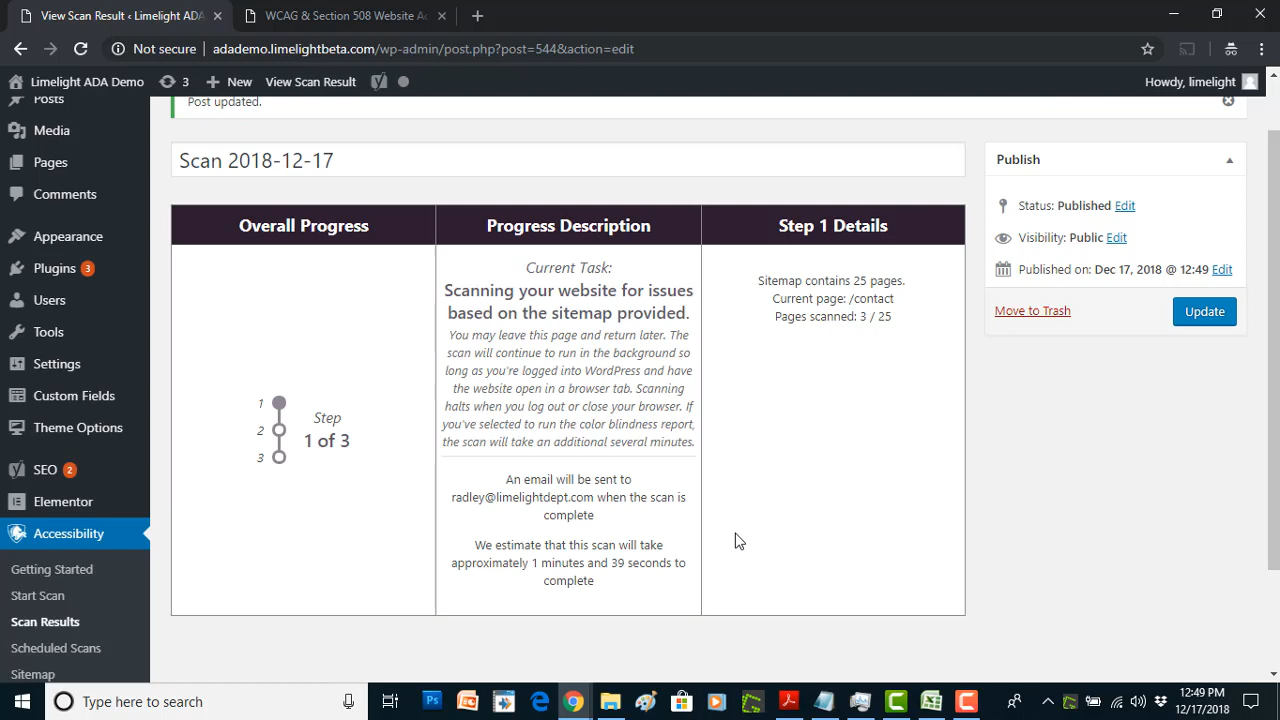 View Scan Result ‹ Limelight AD
WCAG & Section 508 Website Ac
Not secure
adademo.limelightbeta.com/wp-admin/post.php?post=544&action=edit
Limelight ADA Demo
3
New
View Scan Result
Howdy, limelight
Posts
Media
Pages
Comments
Appearance
Plugins 3
Users
Tools
Settings
Custom Fields
Theme Options
SEO 2
Elementor
Accessibility
Getting Started
Start Scan
Scan Results
Scheduled Scans
Sitemap
Post updated.
Scan 2018-12-17
Overall Progress
1
2
3
Step
1 of 3
Progress Description
Current Task:
Scanning your website for issues
based on the sitemap provided.
You may leave this page and return later. The
scan will continue to run in the background so
long as you're logged into WordPress and have
the website open in a browser tab. Scanning
halts when you log out or close your browser. If
you've selected to run the color blindness report,
the scan will take an additional several minutes.
An email will be sent to
radley@limelightdept.com when the scan is
complete
We estimate that this scan will take
approximately 1 minutes and 39 seconds to
complete
Step 1 Details
Sitemap contains 25 pages.
Current page: /contact
Pages scanned: 3 / 25
Publish
Status: Published Edit
Visibility: Public Edit
Published on: Dec 17, 2018 @ 12:49 Edit
Move to Trash
Update
Type here to search
12:49 PM
12/17/2018